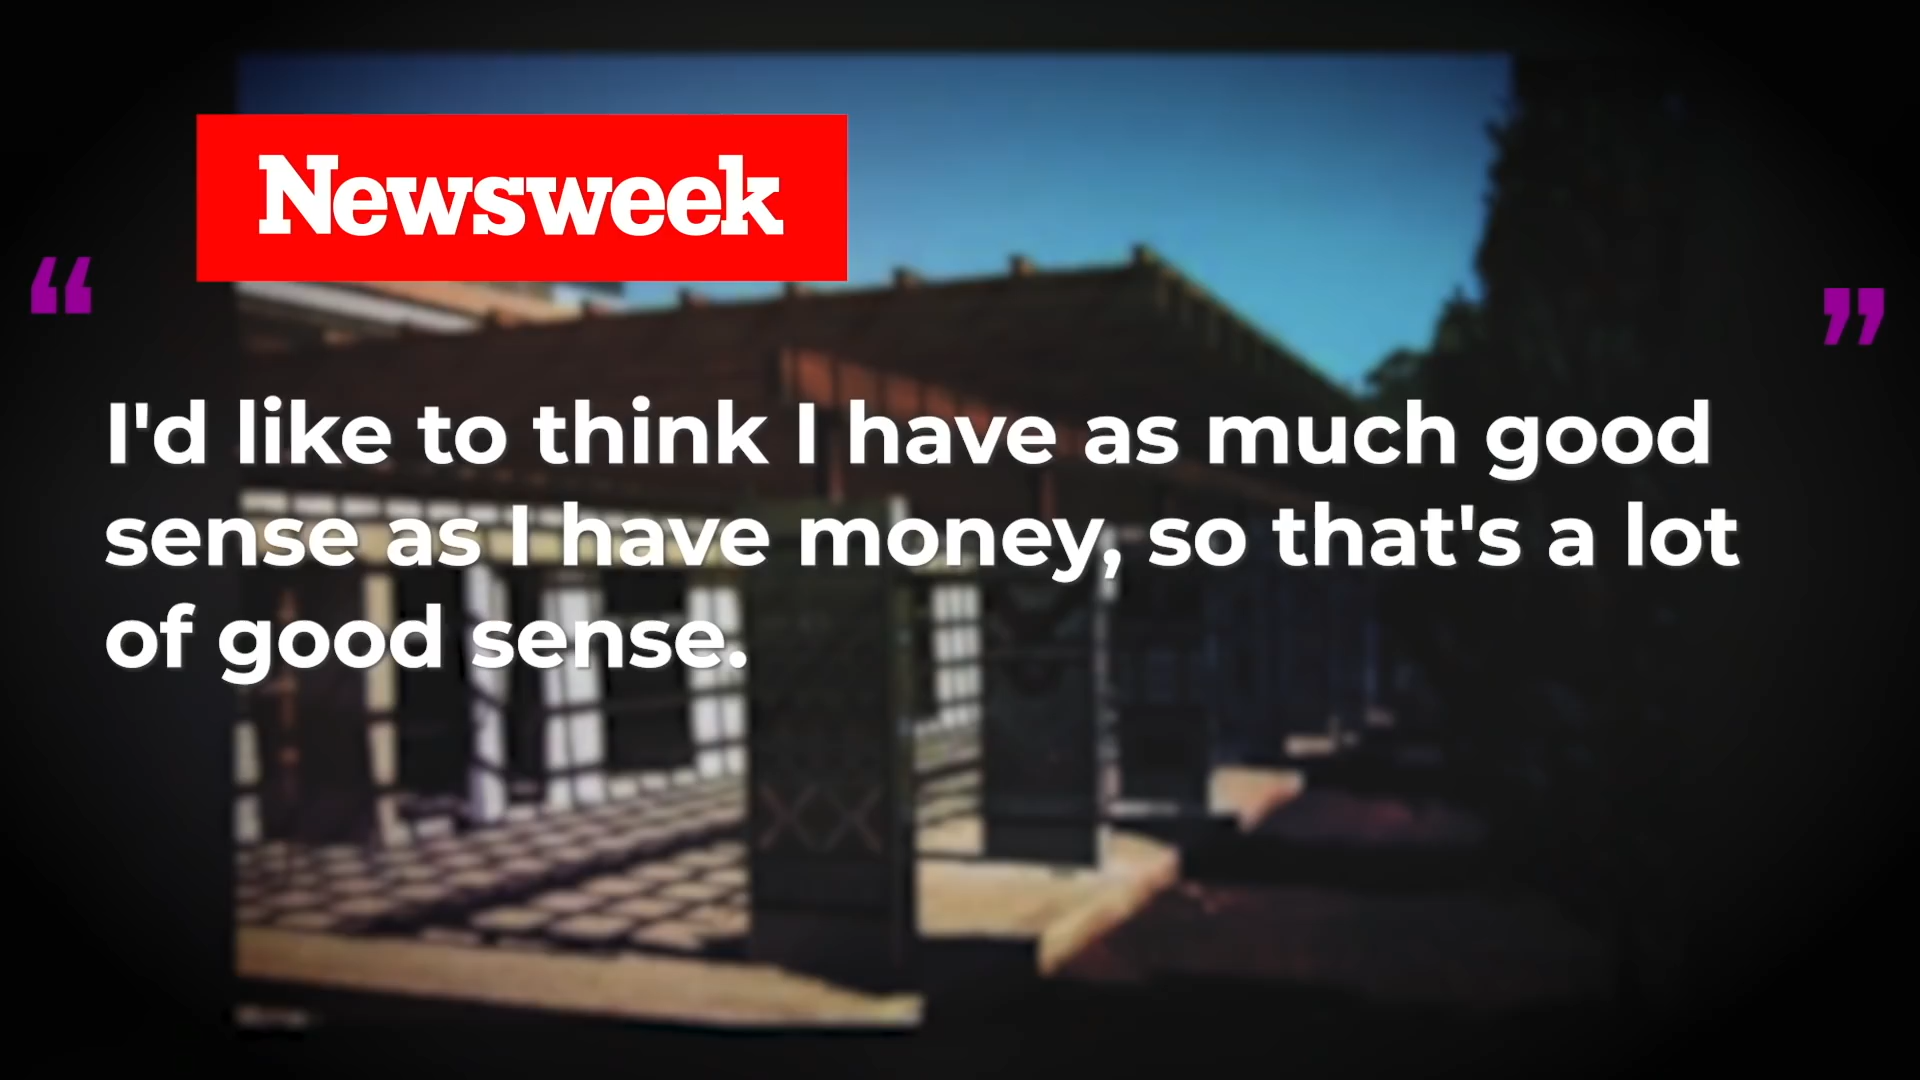 Newsweek
“ ”
I'd like to think I have as much good
sense as I have money, so that's a lot
of good sense.